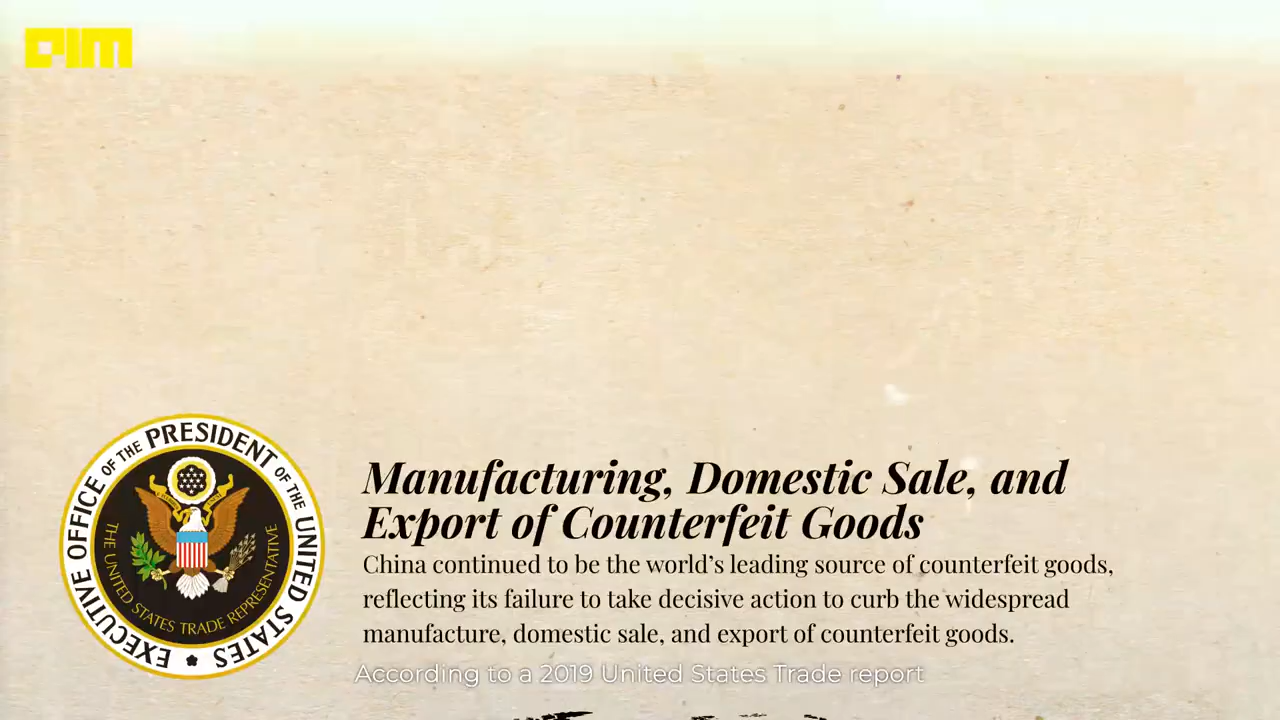 AIM
EXECUTIVE OFFICE OF THE PRESIDENT OF THE UNITED STATES
THE UNITED STATES TRADE REPRESENTATIVE
Manufacturing, Domestic Sale, and
Export of Counterfeit Goods
China continued to be the world’s leading source of counterfeit goods,
reflecting its failure to take decisive action to curb the widespread
manufacture, domestic sale, and export of counterfeit goods.
According to a 2019 United States Trade report